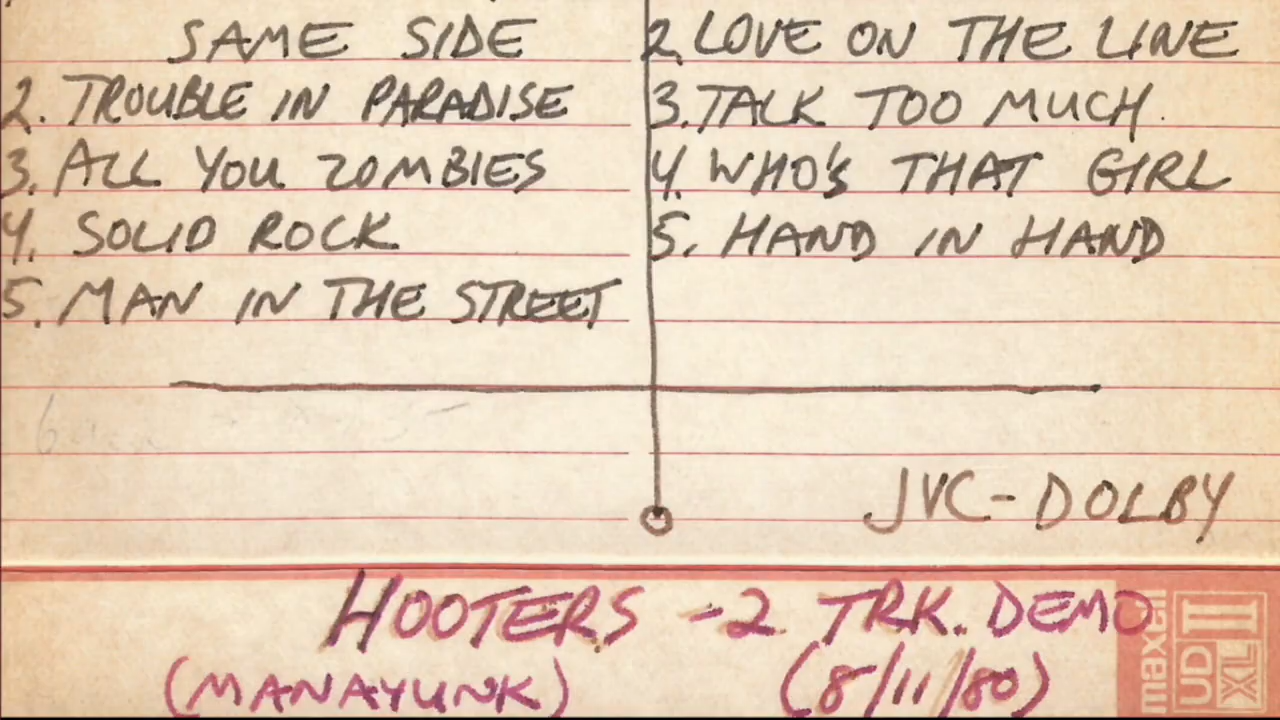 SAME SIDE
2. TROUBLE IN PARADISE
3. ALL YOU ZOMBIES
4. SOLID ROCK
5. MAN IN THE STREET
2. LOVE ON THE LINE
3. TALK TOO MUCH
4. WHO'S THAT GIRL
5. HAND IN HAND
JVC-DOLBY
HOOTERS -2 TRK. DEMO
(MANAYUNK) (8/11/80)
maxell
UD
XL II